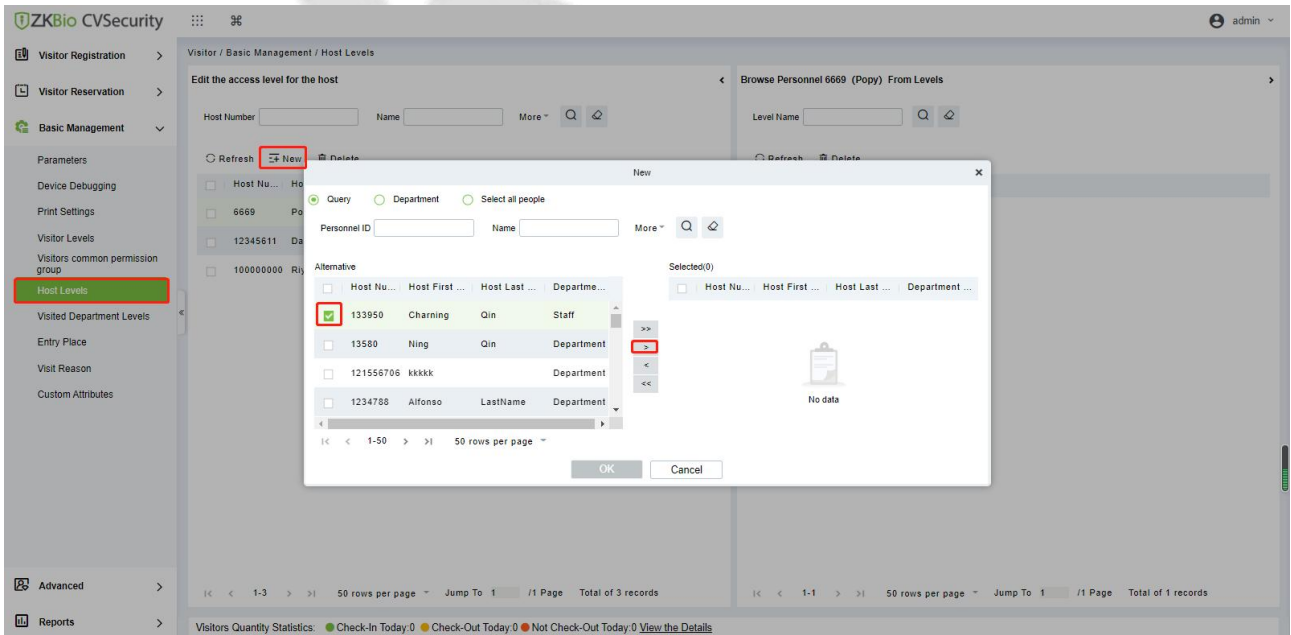 ZKBio CVSecurity
admin
Visitor Registration
Visitor Reservation
Basic Management
Parameters
Device Debugging
Print Settings
Visitor Levels
Visitors common permission
group
Host Levels
Visited Department Levels
Entry Place
Visit Reason
Custom Attributes
Advanced
Reports
Visitor / Basic Management / Host Levels
Edit the access level for the host
Host Number Name More
Refresh New Delete
Host Nu... Ho
6669 Po
12345611 Da
100000000 Riy
Browse Personnel 6669 (Popy) From Levels
Level Name
Refresh Delete
New
Query Department Select all people
Personnel ID Name More
Alternative
Host Nu... Host First ... Host Last ... Departme...
133950 Charning Qin Staff
13580 Ning Qin Department
121556706 kkkkk Department
1234788 Alfonso LastName Department
|< < 1-50 > >| 50 rows per page
>>
>
<
<<
Selected(0)
Host Nu... Host First ... Host Last ... Department ...
No data
OK Cancel
|< < 1-3 > >| 50 rows per page Jump To 1 /1 Page Total of 3 records
|< < 1-1 > >| 50 rows per page Jump To 1 /1 Page Total of 1 records
Visitors Quantity Statistics: Check-In Today:0 Check-Out Today:0 Not Check-Out Today:0 View the Details